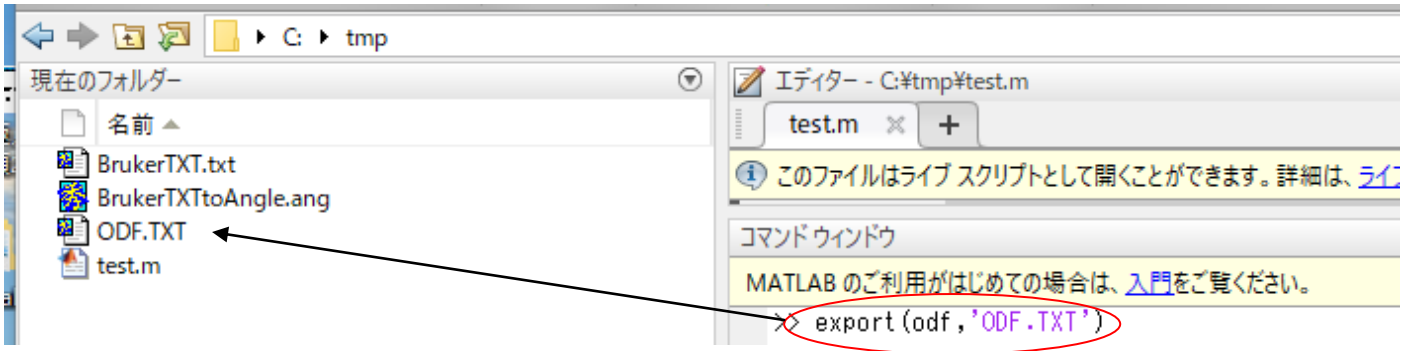 C: ▸ tmp
現在のフォルダー
名前
BrukerTXT.txt
BrukerTXTtoAngle.ang
ODF.TXT
test.m
エディター - C:¥tmp¥test.m
test.m
このファイルはライブ スクリプトとして開くことができます。詳細は、
コマンド ウィンドウ
MATLAB のご利用がはじめての場合は、入門をご覧ください。
>> export(odf,'ODF.TXT')